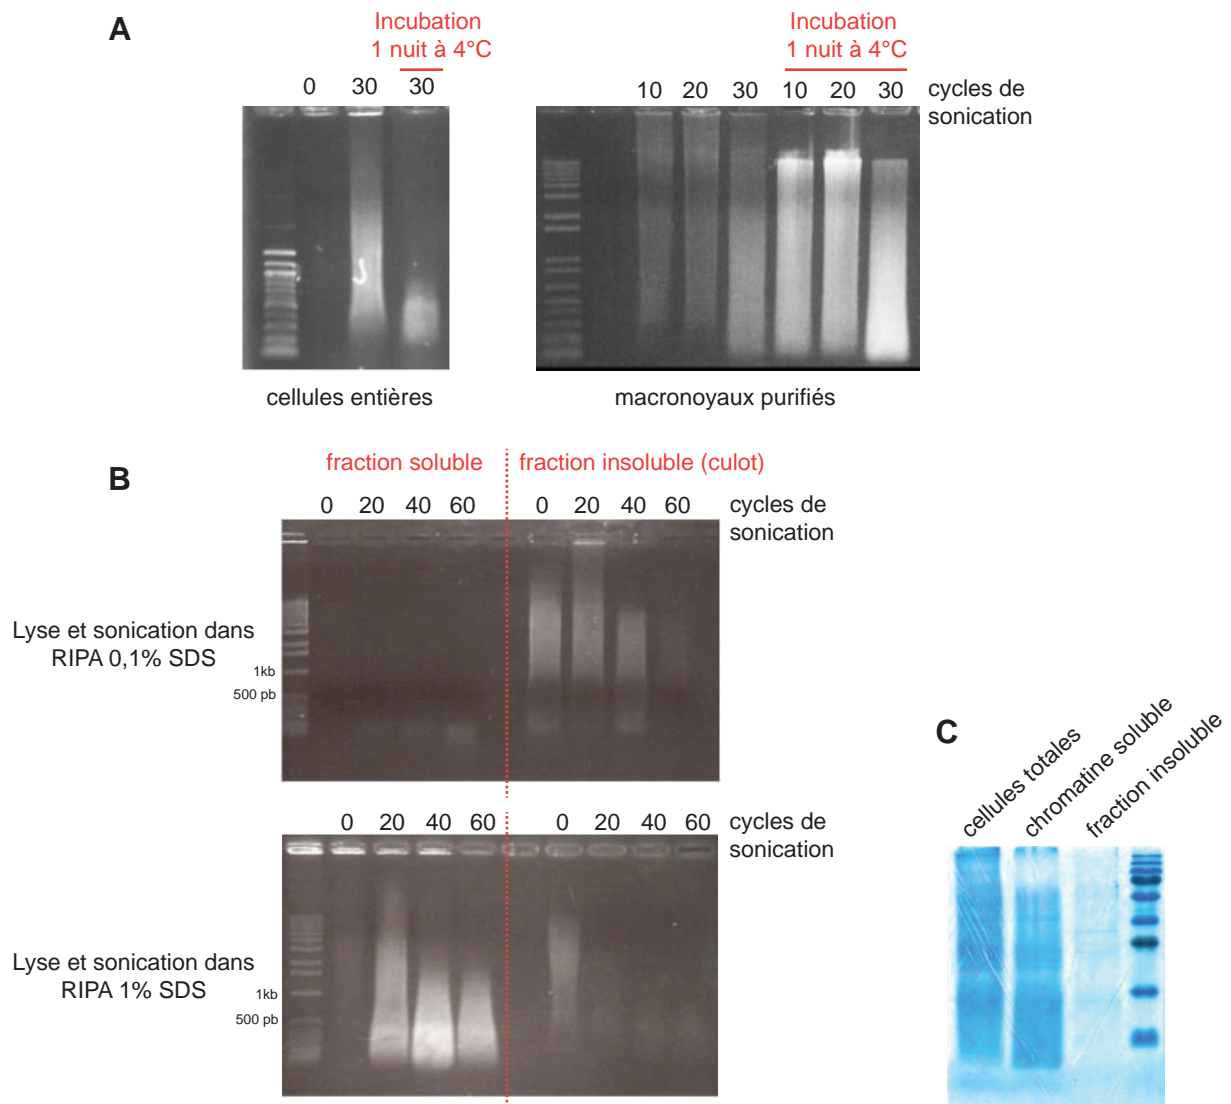 A
Incubation
1 nuit à 4°C
0 30 30
cellules entières
Incubation
1 nuit à 4°C
10 20 30 10 20 30
cycles de
sonication
macronoyaux purifiés
B
fraction soluble
fraction insoluble (culot)
0 20 40 60 0 20 40 60
cycles de
sonication
Lyse et sonication dans
RIPA 0,1% SDS
1kb
500 pb
0 20 40 60 0 20 40 60
cycles de
sonication
Lyse et sonication dans
RIPA 1% SDS
1kb
500 pb
C
cellules totales
chromatine soluble
fraction insoluble